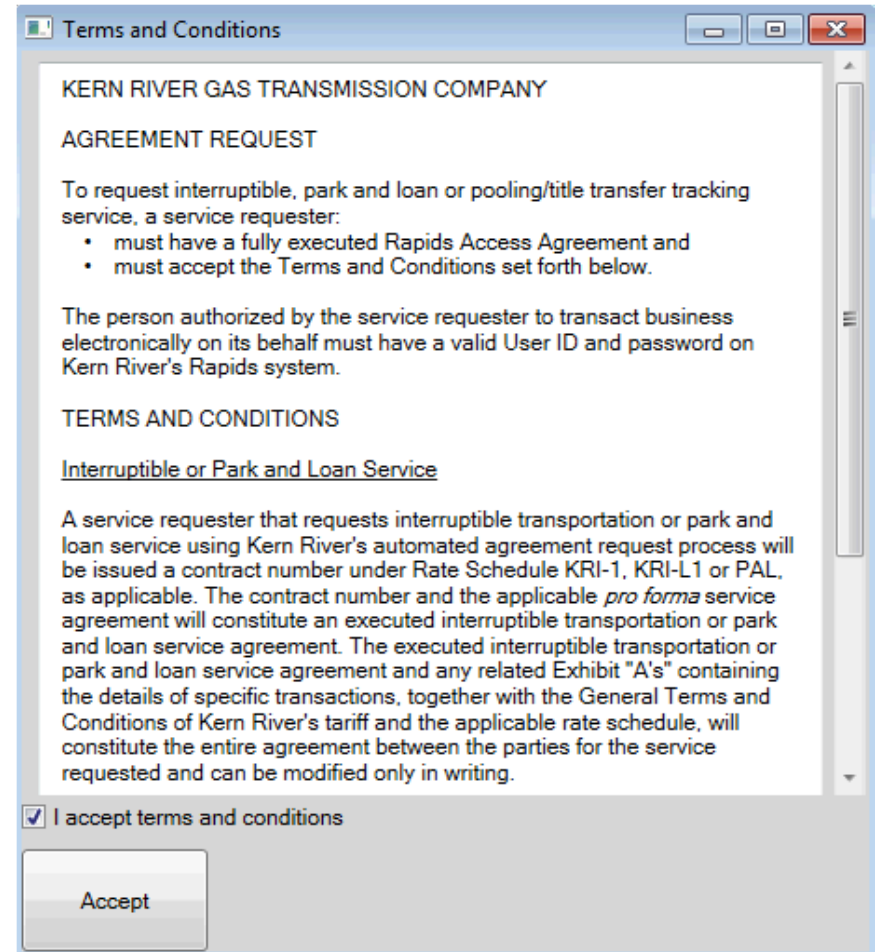 Terms and Conditions
KERN RIVER GAS TRANSMISSION COMPANY
AGREEMENT REQUEST
To request interruptible, park and loan or pooling/title transfer tracking
service, a service requester:
• must have a fully executed Rapids Access Agreement and
• must accept the Terms and Conditions set forth below.
The person authorized by the service requester to transact business
electronically on its behalf must have a valid User ID and password on
Kern River's Rapids system.
TERMS AND CONDITIONS
Interruptible or Park and Loan Service
A service requester that requests interruptible transportation or park and
loan service using Kern River's automated agreement request process will
be issued a contract number under Rate Schedule KRI-1, KRI-L1 or PAL,
as applicable. The contract number and the applicable pro forma service
agreement will constitute an executed interruptible transportation or park
and loan service agreement. The executed interruptible transportation or
park and loan service agreement and any related Exhibit "A's" containing
the details of specific transactions, together with the General Terms and
Conditions of Kern River's tariff and the applicable rate schedule, will
constitute the entire agreement between the parties for the service
requested and can be modified only in writing.
I accept terms and conditions
Accept